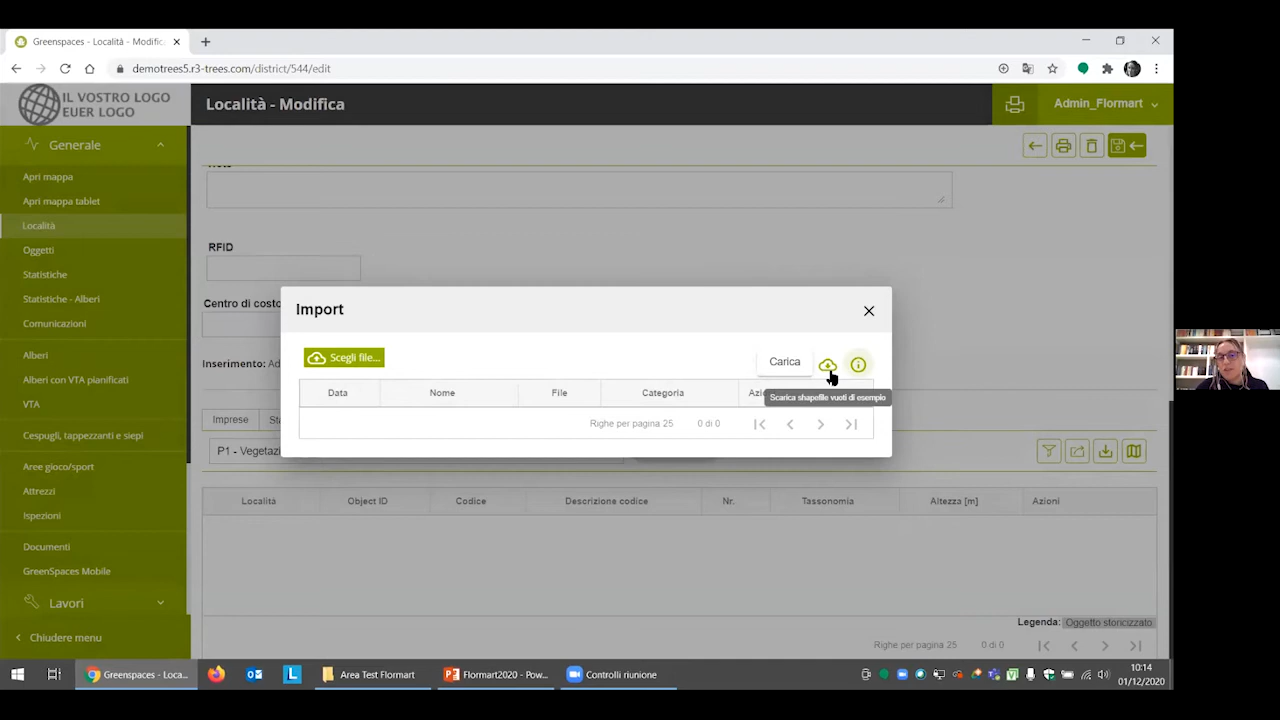 Greenspaces - Località - Modific
demotrees5.r3-trees.com/district/544/edit
IL VOSTRO LOGO
EUER LOGO
Località - Modifica
Admin_Flormart
Generale
Apri mappa
Apri mappa tablet
Località
Oggetti
Statistiche
Statistiche - Alberi
Comunicazioni
Alberi
Alberi con VTA pianificati
VTA
Cespugli, tappezzanti e siepi
Aree gioco/sport
Attrezzi
Ispezioni
Documenti
GreenSpaces Mobile
Lavori
Chiudere menu
RFID
Centro di costo
Inserimento: Ad
Imprese
Sta
P1 - Vegetazi
Import
Scegli file...
Carica
Scarica shapefile vuoti di esempio
Data Nome File Categoria Azio
Righe per pagina 25 0 di 0
Località Object ID Codice Descrizione codice Nr. Tassonomia Altezza [m] Azioni
Legenda: Oggetto storicizzato
Righe per pagina 25 0 di 0
Greenspaces - Loca...
L
Area Test Flormart
Flormart2020 - Pow...
Controlli riunione
10:14
01/12/2020